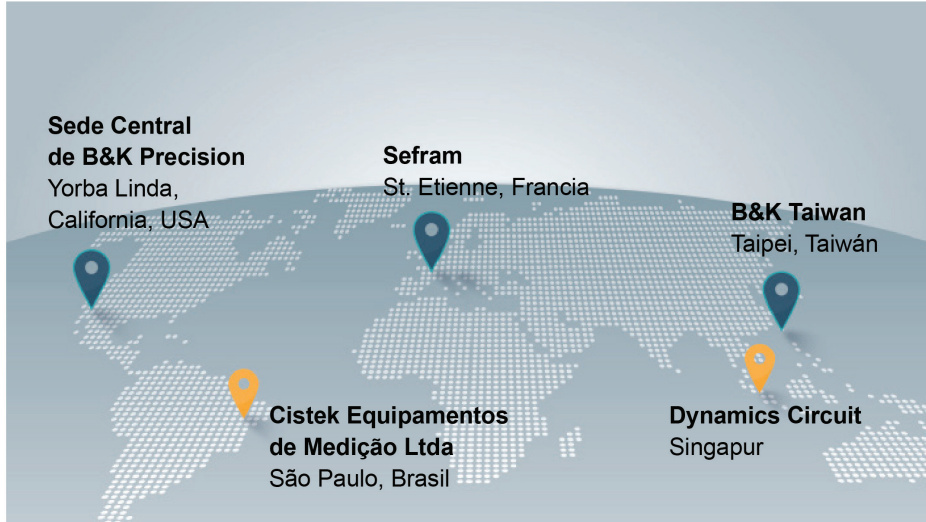 Sede Central
de B&K Precision
Yorba Linda,
California, USA
Sefram
St. Etienne, Francia
B&K Taiwan
Taipei, Taiwán
Cistek Equipamentos
de Medição Ltda
São Paulo, Brasil
Dynamics Circuit
Singapur